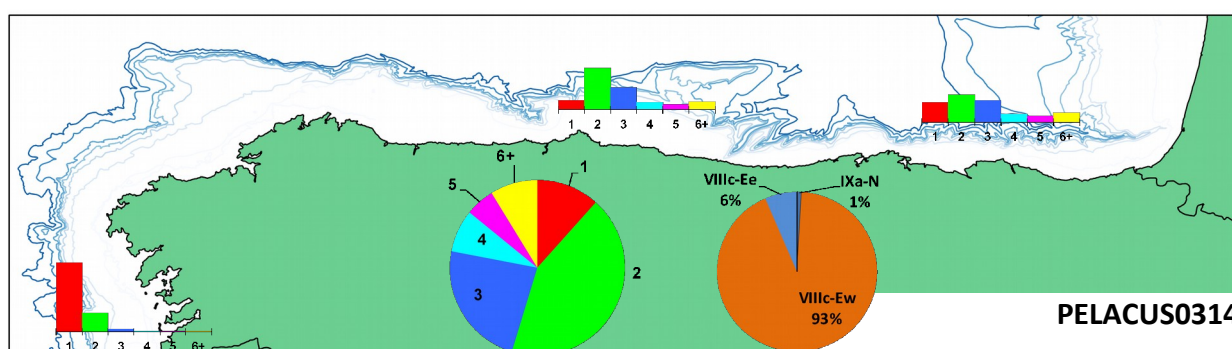 1 2 3 4 5 6+
1 2 3 4 5 6+
6+
1
5
4
3
2
VIIIc-Ee
6%
IXa-N
1%
VIIIc-Ew
93%
PELACUS0314
1 2 3 4 5 6+